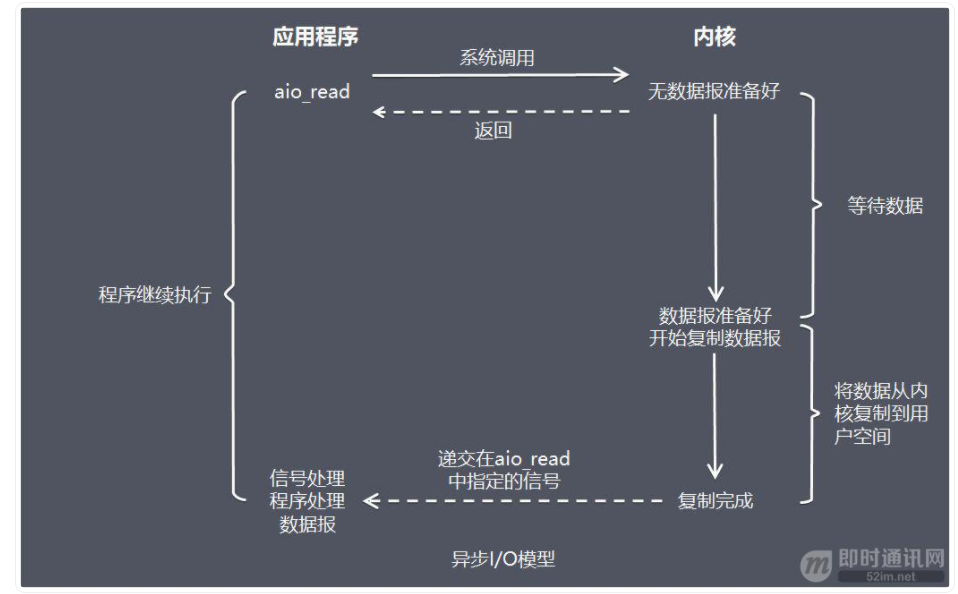 应用程序
内核
系统调用
aio_read
无数据报准备好
返回
等待数据
程序继续执行
数据报准备好
开始复制数据报
将数据从内
核复制到用
户空间
递交在aio_read
中指定的信号
信号处理
程序处理
数据报
复制完成
异步I/O模型
即时通讯网
52im.net